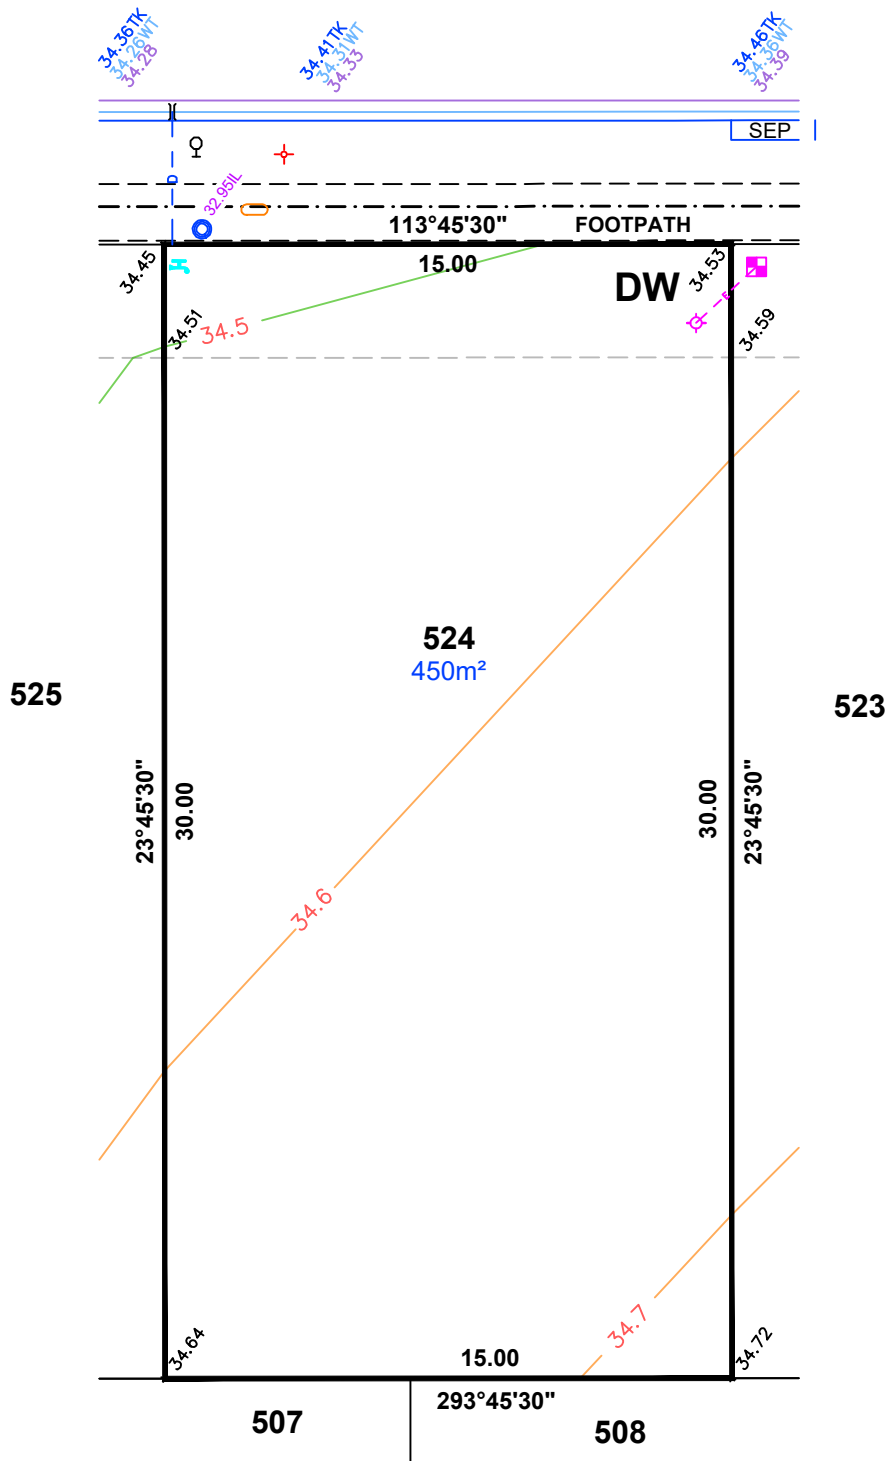 34.36TK
34.26WT
34.28
34.41TK
34.31WT
34.33
34.46TK
34.36WT
34.39
SEP
D
32.95IL
113°45'30"
FOOTPATH
34.45
15.00
34.53
DW
E
34.51
34.5
34.59
524
450m²
525
523
23°45'30"
30.00
30.00
23°45'30"
34.6
34.7
34.64
15.00
34.72
293°45'30"
507
508